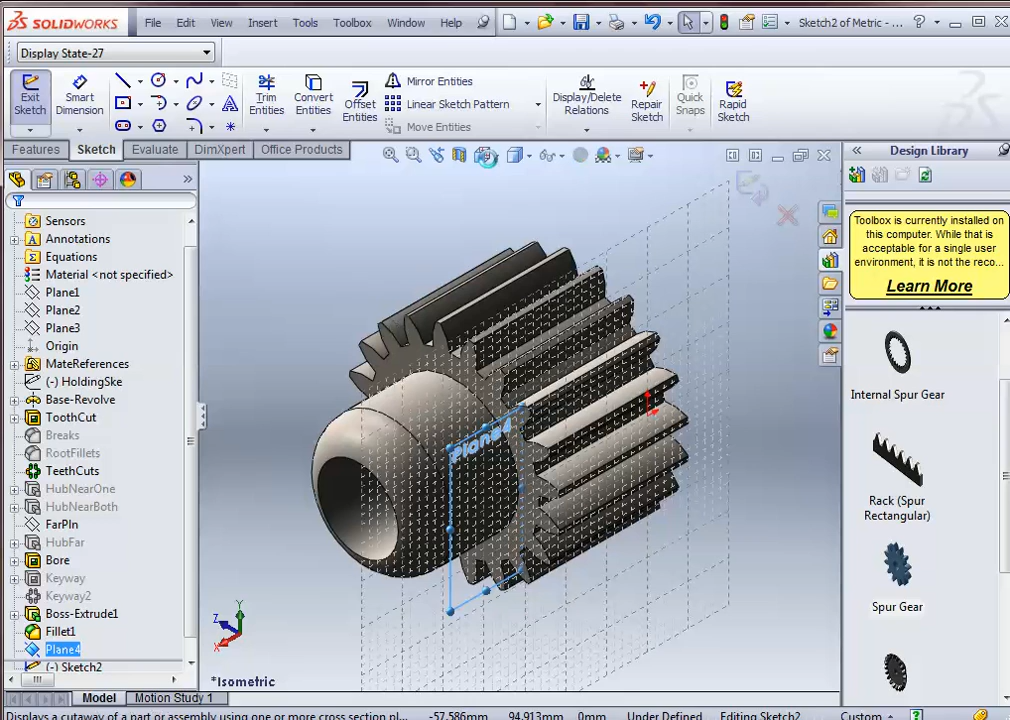 SOLIDWORKS File Edit View Insert Tools Toolbox Window Help Sketch2 of Metric - ...
Display State-27
Exit Sketch
Smart Dimension
Trim Entities
Convert Entities
Offset Entities
Mirror Entities
Linear Sketch Pattern
Move Entities
Display/Delete Relations
Repair Sketch
Quick Snaps
Rapid Sketch
Features Sketch Evaluate DimXpert Office Products
Design Library
Sensors
Annotations
Equations
Material <not specified>
Plane1
Plane2
Plane3
Origin
MateReferences
(-) HoldingSke
Base-Revolve
ToothCut
Breaks
RootFillets
TeethCuts
HubNearOne
HubNearBoth
FarPln
HubFar
Bore
Keyway
Keyway2
Boss-Extrude1
Fillet1
Plane4
(-) Sketch2
Plane4
Z Y X
*Isometric
Toolbox is currently installed on
this computer. While that is
acceptable for a single user
environment, it is not the reco...
Learn More
Internal Spur Gear
Rack (Spur
Rectangular)
Spur Gear
Model Motion Study 1
Displays a cutaway of a part or assembly using one or more cross section pl... -57.586mm 94.913mm 0mm Under Defined Editing Sketch2 Custom